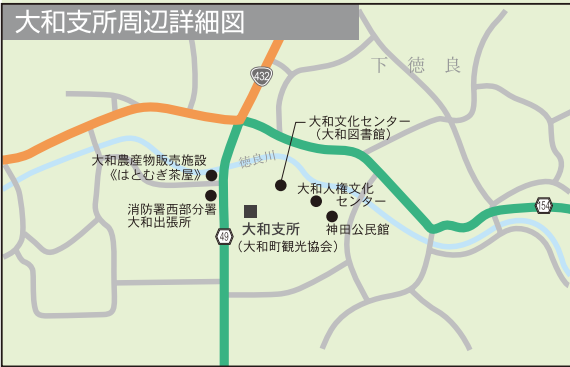 大和支所周辺詳細図
下徳良
432
大和文化センター
（大和図書館）
徳良川
大和農産物販売施設
《はとむぎ茶屋》
大和人権文化
センター
消防署西部分署
大和出張所
154
神田公民館
大和支所
49
（大和町観光協会）